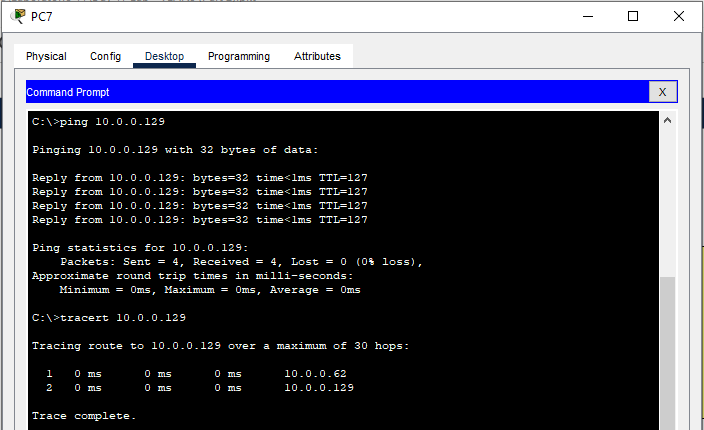 PC7
Physical Config Desktop Programming Attributes
Command Prompt
X
C:\>ping 10.0.0.129
Pinging 10.0.0.129 with 32 bytes of data:
Reply from 10.0.0.129: bytes=32 time<1ms TTL=127
Reply from 10.0.0.129: bytes=32 time<1ms TTL=127
Reply from 10.0.0.129: bytes=32 time<1ms TTL=127
Reply from 10.0.0.129: bytes=32 time<1ms TTL=127
Ping statistics for 10.0.0.129:
Packets: Sent = 4, Received = 4, Lost = 0 (0% loss),
Approximate round trip times in milli-seconds:
Minimum = 0ms, Maximum = 0ms, Average = 0ms
C:\>tracert 10.0.0.129
Tracing route to 10.0.0.129 over a maximum of 30 hops:
1 0 ms 0 ms 0 ms 10.0.0.62
2 0 ms 0 ms 0 ms 10.0.0.129
Trace complete.